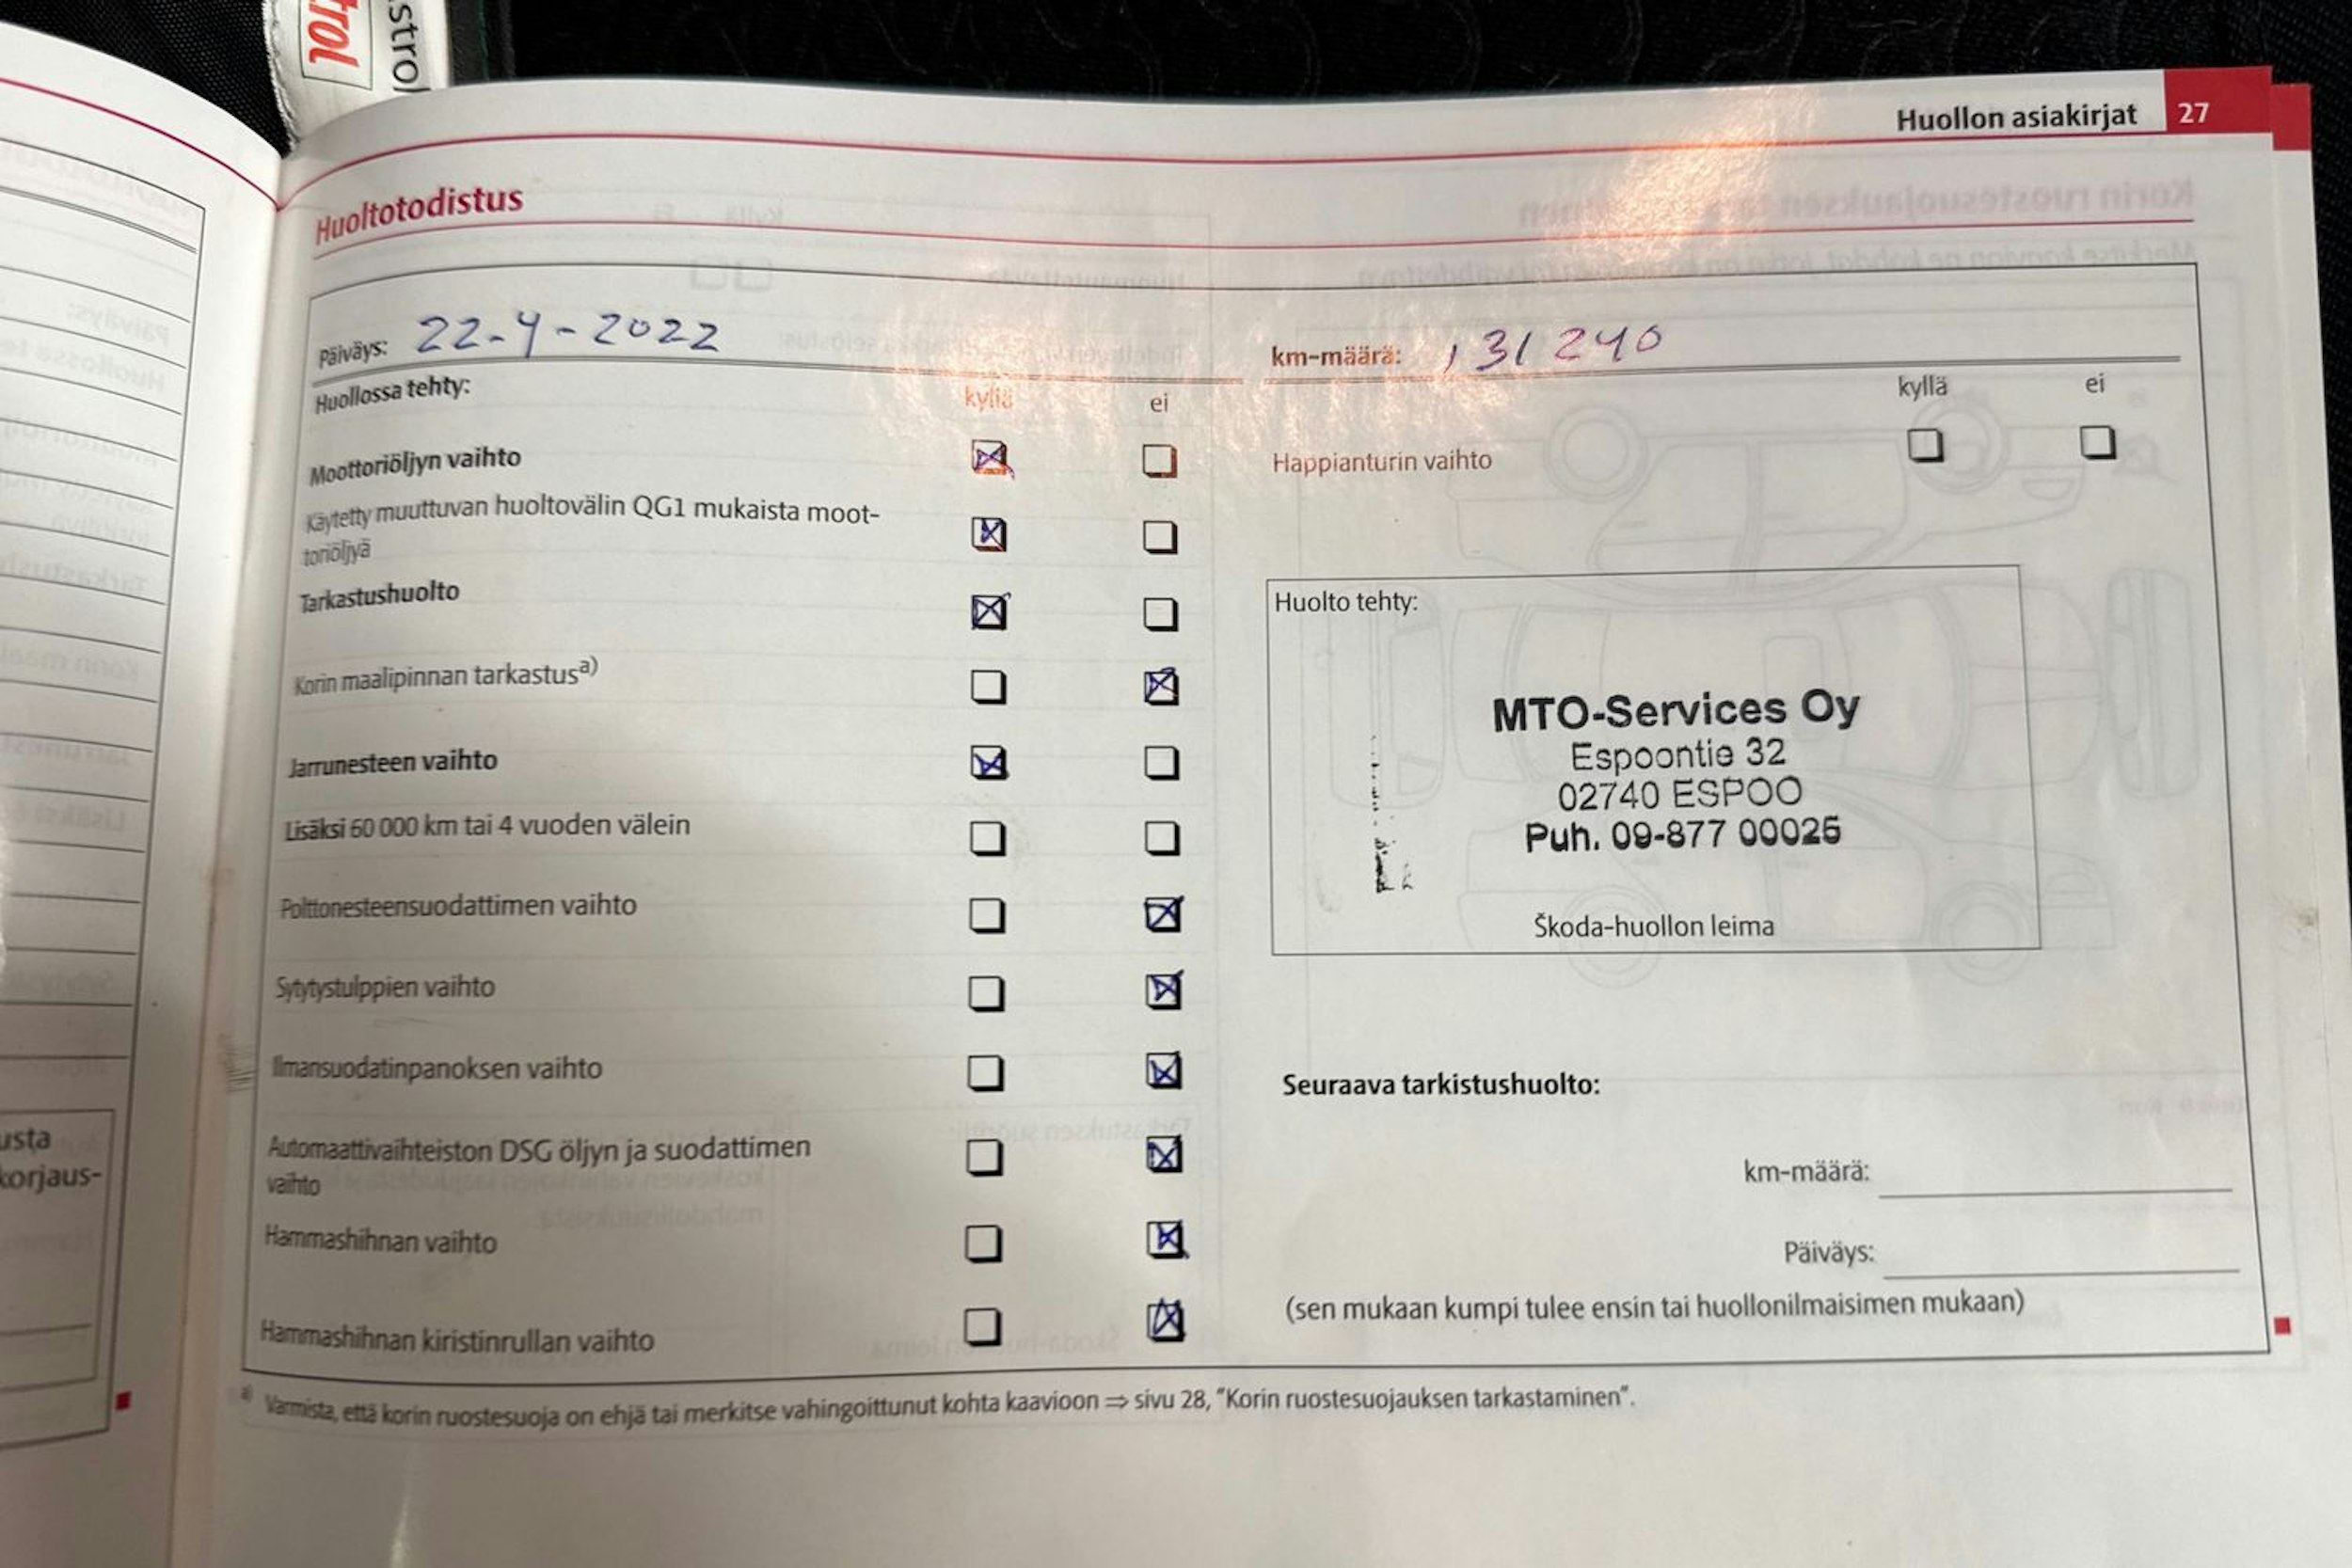 trol
strol
Huollon asiakirjat 27
Huoltotodistus
Päiväys: 22-4-2022
km-määrä: 131240
Huollossa tehty:
kyllä ei
kyllä ei
Moottoriöljyn vaihto
Happianturin vaihto
Käytetty muuttuvan huoltovälin QG1 mukaista moot-
toriöljyä
Tarkastushuolto
Korin maalipinnan tarkastus a)
Jarrunesteen vaihto
Lisäksi 60 000 km tai 4 vuoden välein
Polttonesteensuodattimen vaihto
Sytytystulppien vaihto
Ilmansuodatinpanoksen vaihto
Automaattivaihteiston DSG öljyn ja suodattimen
vaihto
Hammashihnan vaihto
Hammashihnan kiristinrullan vaihto
Huolto tehty:
MTO-Services Oy
Espoontie 32
02740 ESPOO
Puh. 09-877 00025
Škoda-huollon leima
Seuraava tarkistushuolto:
km-määrä:
Päiväys:
(sen mukaan kumpi tulee ensin tai huollonilmaisimen mukaan)
a) Varmista, että korin ruostesuoja on ehjä tai merkitse vahingoittunut kohta kaavioon ⇒ sivu 28, "Korin ruostesuojauksen tarkastaminen".
usta
korjaus-